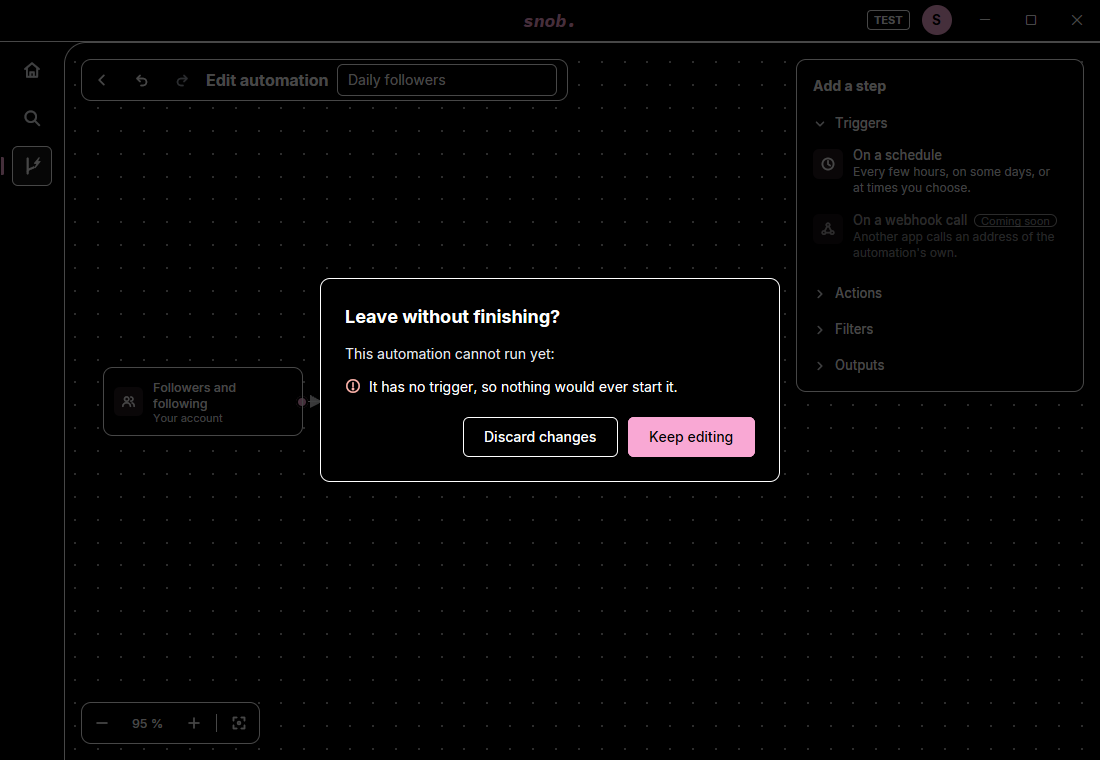 snob.
TEST
S
Edit automation
Daily followers
Add a step
Triggers
On a schedule
Every few hours, on some days, or
at times you choose.
On a webhook call
Coming soon
Another app calls an address of the
automation's own.
Actions
Filters
Outputs
Leave without finishing?
This automation cannot run yet:
It has no trigger, so nothing would ever start it.
Discard changes
Keep editing
Followers and
following
Your account
95 %